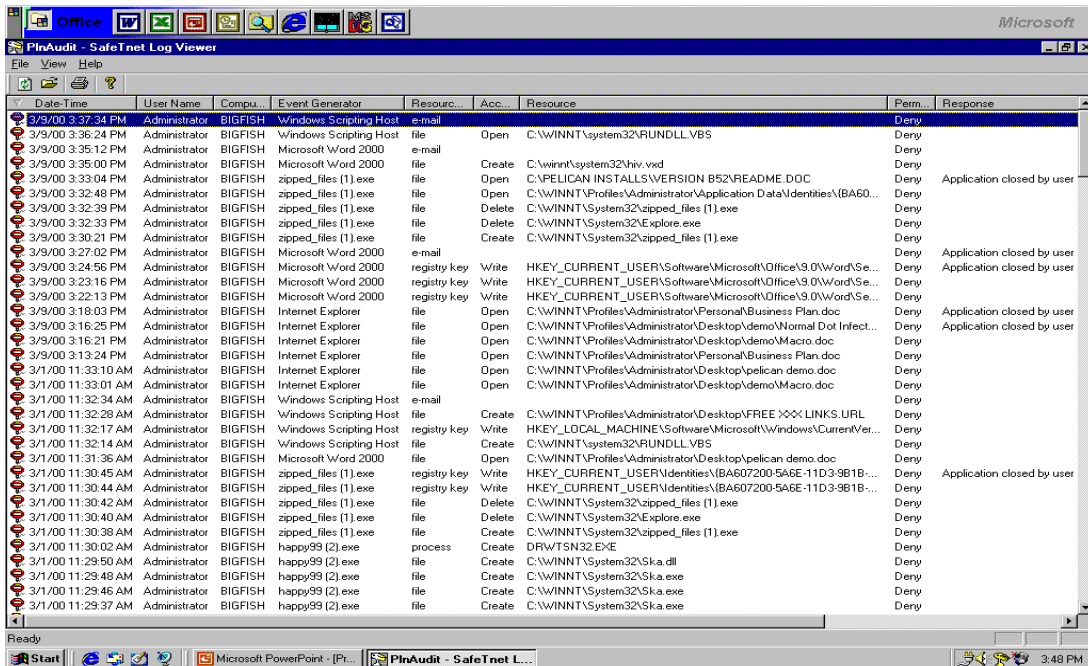 Office
Microsoft
PlnAudit - SafeTnet Log Viewer
File View Help
Date-Time User Name Compu... Event Generator Resourc... Acc... Resource Perm... Response
3/9/00 3:37:34 PM Administrator BIGFISH Windows Scripting Host e-mail Deny
3/9/00 3:36:24 PM Administrator BIGFISH Windows Scripting Host file Open C:\WINNT\system32\RUNDLL.VBS Deny
3/9/00 3:35:12 PM Administrator BIGFISH Microsoft Word 2000 e-mail Deny
3/9/00 3:35:00 PM Administrator BIGFISH Microsoft Word 2000 file Create C:\winnt\system32\hiv.vxd Deny
3/9/00 3:33:04 PM Administrator BIGFISH zipped_files (1).exe file Open C:\PELICAN INSTALLS\VERSION B52\README.DOC Deny Application closed by user
3/9/00 3:32:48 PM Administrator BIGFISH zipped_files (1).exe file Open C:\WINNT\Profiles\Administrator\Application Data\Identities\{BA60... Deny
3/9/00 3:32:39 PM Administrator BIGFISH zipped_files (1).exe file Delete C:\WINNT\System32\zipped_files (1).exe Deny
3/9/00 3:32:33 PM Administrator BIGFISH zipped_files (1).exe file Delete C:\WINNT\System32\Explore.exe Deny
3/9/00 3:30:21 PM Administrator BIGFISH zipped_files (1).exe file Create C:\WINNT\System32\zipped_files (1).exe Deny
3/9/00 3:27:02 PM Administrator BIGFISH Microsoft Word 2000 e-mail Deny Application closed by user
3/9/00 3:24:56 PM Administrator BIGFISH Microsoft Word 2000 registry key Write HKEY_CURRENT_USER\Software\Microsoft\Office\9.0\Word\Se... Deny Application closed by user
3/9/00 3:23:16 PM Administrator BIGFISH Microsoft Word 2000 registry key Write HKEY_CURRENT_USER\Software\Microsoft\Office\9.0\Word\Se... Deny
3/9/00 3:22:13 PM Administrator BIGFISH Microsoft Word 2000 registry key Write HKEY_CURRENT_USER\Software\Microsoft\Office\9.0\Word\Se... Deny
3/9/00 3:18:03 PM Administrator BIGFISH Internet Explorer file Open C:\WINNT\Profiles\Administrator\Personal\Business Plan.doc Deny Application closed by user
3/9/00 3:16:25 PM Administrator BIGFISH Internet Explorer file Open C:\WINNT\Profiles\Administrator\Desktop\demo\Normal Dot Infect... Deny Application closed by user
3/9/00 3:16:21 PM Administrator BIGFISH Internet Explorer file Open C:\WINNT\Profiles\Administrator\Desktop\demo\Macro.doc Deny
3/9/00 3:13:24 PM Administrator BIGFISH Internet Explorer file Open C:\WINNT\Profiles\Administrator\Personal\Business Plan.doc Deny
3/1/00 11:33:10 AM Administrator BIGFISH Internet Explorer file Open C:\WINNT\Profiles\Administrator\Desktop\pelican demo.doc Deny
3/1/00 11:33:01 AM Administrator BIGFISH Internet Explorer file Open C:\WINNT\Profiles\Administrator\Desktop\demo\Macro.doc Deny
3/1/00 11:32:34 AM Administrator BIGFISH Windows Scripting Host e-mail Deny
3/1/00 11:32:28 AM Administrator BIGFISH Windows Scripting Host file Create C:\WINNT\Profiles\Administrator\Desktop\FREE XXX LINKS.URL Deny
3/1/00 11:32:17 AM Administrator BIGFISH Windows Scripting Host registry key Write HKEY_LOCAL_MACHINE\Software\Microsoft\Windows\CurrentVer... Deny
3/1/00 11:32:14 AM Administrator BIGFISH Windows Scripting Host file Create C:\WINNT\system32\RUNDLL.VBS Deny
3/1/00 11:31:36 AM Administrator BIGFISH Microsoft Word 2000 file Open C:\WINNT\Profiles\Administrator\Desktop\pelican demo.doc Deny
3/1/00 11:30:45 AM Administrator BIGFISH zipped_files (1).exe registry key Write HKEY_CURRENT_USER\Identities\{BA607200-5A6E-11D3-9B1B-... Deny Application closed by user
3/1/00 11:30:44 AM Administrator BIGFISH zipped_files (1).exe registry key Write HKEY_CURRENT_USER\Identities\{BA607200-5A6E-11D3-9B1B-... Deny
3/1/00 11:30:42 AM Administrator BIGFISH zipped_files (1).exe file Delete C:\WINNT\System32\zipped_files (1).exe Deny
3/1/00 11:30:40 AM Administrator BIGFISH zipped_files (1).exe file Delete C:\WINNT\System32\Explore.exe Deny
3/1/00 11:30:38 AM Administrator BIGFISH zipped_files (1).exe file Create C:\WINNT\System32\zipped_files (1).exe Deny
3/1/00 11:30:02 AM Administrator BIGFISH happy99 (2).exe process Create DRWTSN32.EXE Deny
3/1/00 11:29:50 AM Administrator BIGFISH happy99 (2).exe file Create C:\WINNT\System32\Ska.dll Deny
3/1/00 11:29:48 AM Administrator BIGFISH happy99 (2).exe file Create C:\WINNT\System32\Ska.exe Deny
3/1/00 11:29:46 AM Administrator BIGFISH happy99 (2).exe file Create C:\WINNT\System32\Ska.exe Deny
3/1/00 11:29:37 AM Administrator BIGFISH happy99 (2).exe file Create C:\WINNT\System32\Ska.exe Deny
Ready
Start Microsoft PowerPoint - [Pr... PlnAudit - SafeTnet L... 3:48 PM